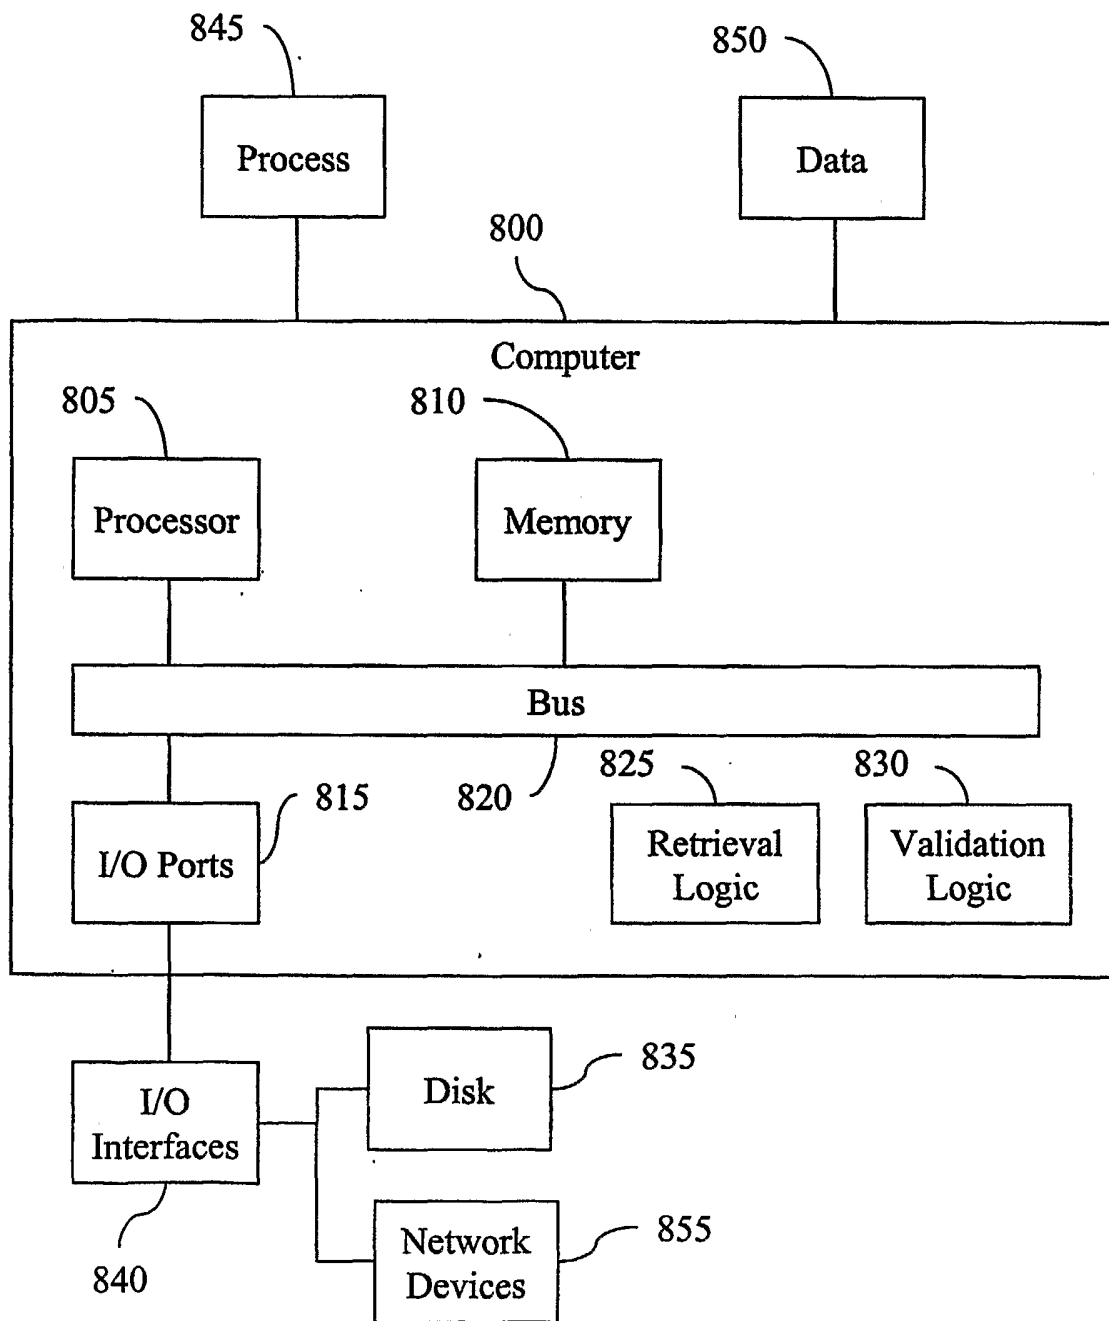 845
850
Process
Data
800
Computer
805
810
Processor
Memory
Bus
815
820
825
830
I/O Ports
Retrieval
Logic
Validation
Logic
I/O
Interfaces
Disk
835
840
Network
Devices
855